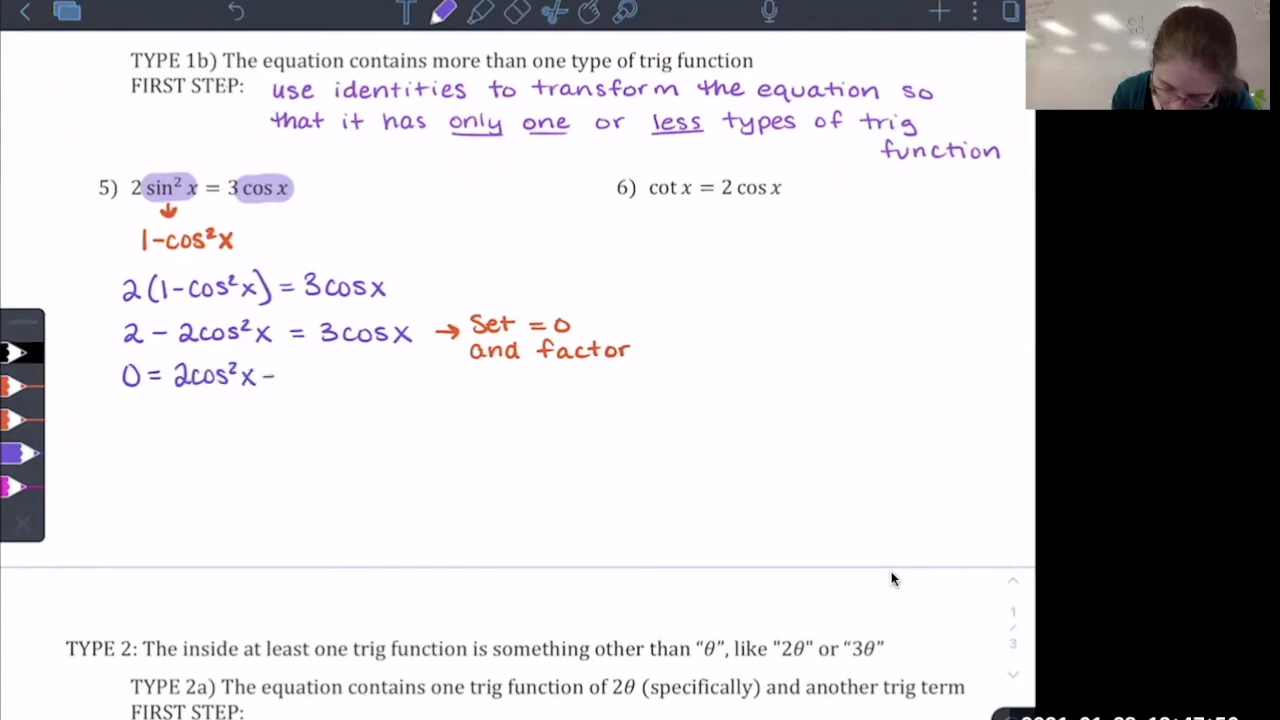 TYPE 1b) The equation contains more than one type of trig function
FIRST STEP: use identities to transform the equation so
that it has only one or less types of trig
function
5) 2 sin² x = 3 cos x
6) cot x = 2 cos x
1-cos²x
2(1-cos²x) = 3cosx
2 - 2cos²x = 3cosx → Set = 0
and factor
0 = 2cos²x -
1
/
3
TYPE 2: The inside at least one trig function is something other than “θ”, like "2θ" or “3θ”
TYPE 2a) The equation contains one trig function of 2θ (specifically) and another trig term
FIRST STEP: